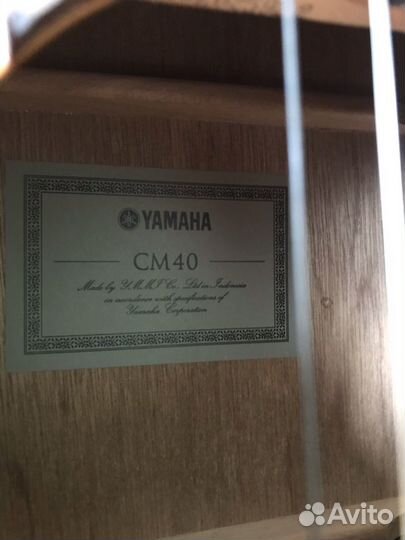 YAMAHA
CM40
Made by Y.M.M.I Co., Ltd in Indonesia
in accordance with specifications of
Yamaha Corporation
Avito